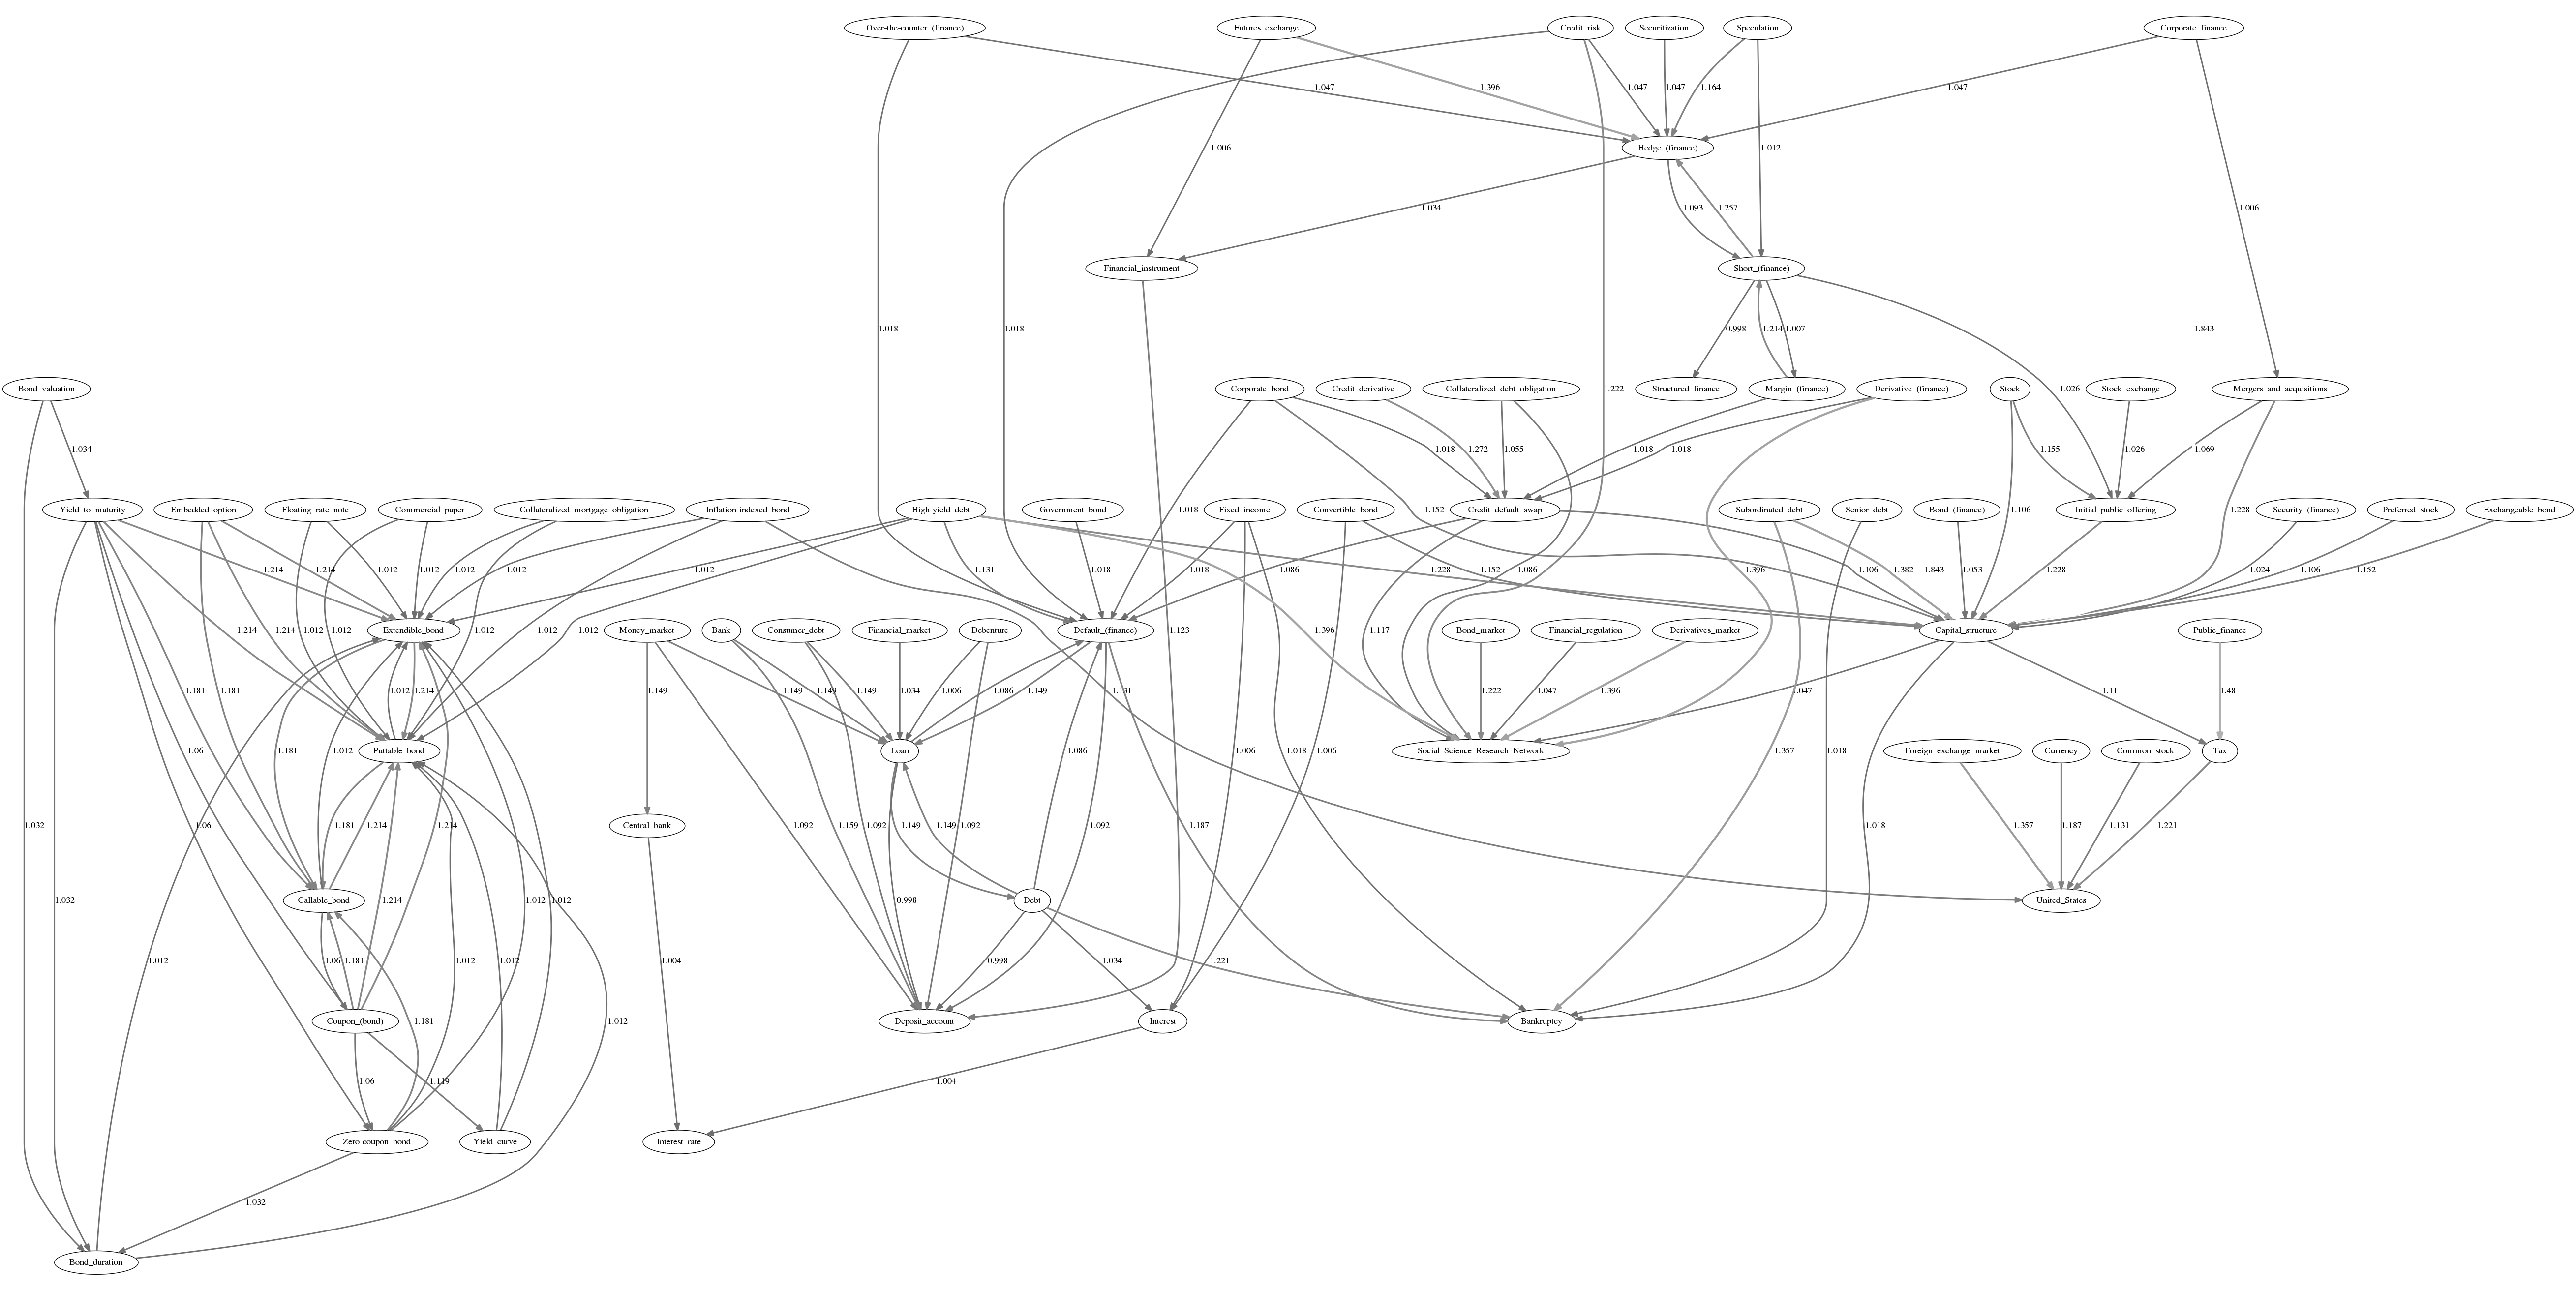 Over-the-counter_(finance) Futures_exchange Credit_risk Securitization Speculation Corporate_finance
1.047 1.396 1.047 1.047 1.164 1.047
Hedge_(finance)
1.006 1.012
1.034 1.093 1.257 1.006
Financial_instrument Short_(finance)
1.018 1.018 0.998 1.214 1.007 1.843
Bond_valuation Corporate_bond Credit_derivative Collateralized_debt_obligation 1.222 Structured_finance Margin_(finance) Derivative_(finance) 1.026 Stock Stock_exchange Mergers_and_acquisitions
1.034 1.018 1.272 1.055 1.018 1.018 1.155 1.026 1.069
Yield_to_maturity Embedded_option Floating_rate_note Commercial_paper Collateralized_mortgage_obligation Inflation-indexed_bond High-yield_debt Government_bond 1.018 Fixed_income Convertible_bond 1.152 Credit_default_swap Subordinated_debt Senior_debt Bond_(finance) 1.106 Initial_public_offering 1.228 Security_(finance) Preferred_stock Exchangeable_bond
1.214 1.214 1.012 1.012 1.012 1.012 1.012 1.131 1.018 1.018 1.086 1.228 1.152 1.086 1.396 1.106 1.382 1.843 1.053 1.228 1.024 1.106 1.152
Extendible_bond Money_market Bank Consumer_debt Financial_market Debenture Default_(finance) Bond_market Financial_regulation Derivatives_market Capital_structure Public_finance
1.214 1.214 1.012 1.012 1.012 1.012 1.012 1.123 1.396 1.117
1.181 1.181 1.012 1.214 1.149 1.149 1.149 1.149 1.034 1.006 1.086 1.149 1.131 1.222 1.047 1.396 1.047 1.11 1.48
1.06 1.181 1.012 Puttable_bond Loan 1.086 1.006 1.018 1.006 Social_Science_Research_Network 1.357 1.018 Foreign_exchange_market Currency Common_stock Tax
1.032 1.032 1.06 1.181 1.214 1.214 Central_bank 1.092 1.159 1.092 1.149 1.149 1.092 1.092 1.187 1.018 1.357 1.187 1.131 1.221
Callable_bond 1.214 1.012 1.012 0.998 Debt United_States
1.012 1.06 1.181 1.012 1.012 1.004 0.998 1.034 1.221
Coupon_(bond) 1.181 1.012 Deposit_account Interest Bankruptcy
1.06 1.119 1.004
Zero-coupon_bond Yield_curve Interest_rate
1.032
Bond_duration